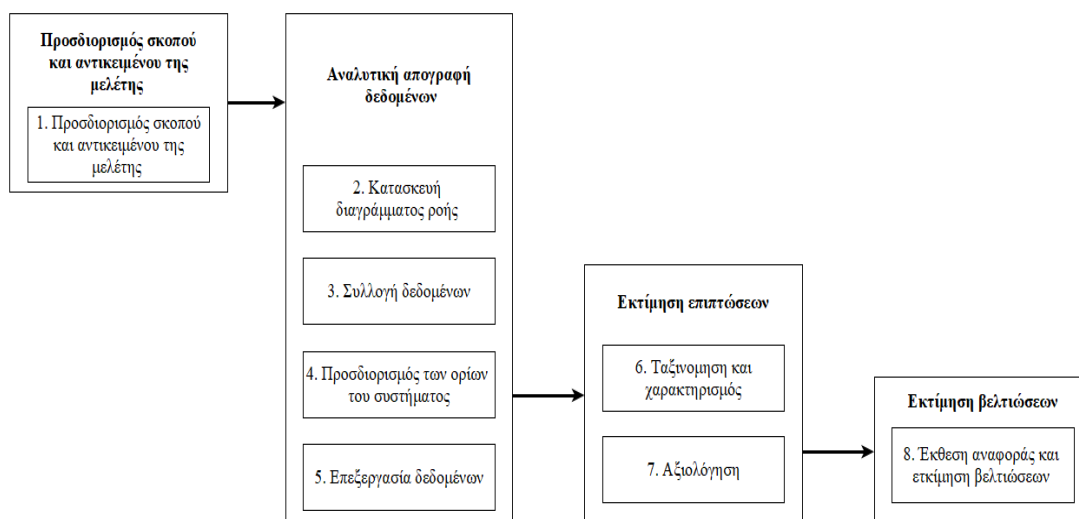 Προσδιορισμός σκοπού
και αντικειμένου της
μελέτης
1. Προσδιορισμός σκοπού
και αντικειμένου της
μελέτης
Αναλυτική απογραφή
δεδομένων
2. Κατασκευή
διαγράμματος ροής
3. Συλλογή δεδομένων
4. Προσδιορισμός των ορίων
του συστήματος
5. Επεξεργασία δεδομένων
Εκτίμηση επιπτώσεων
6. Ταξινομηση και
χαρακτηρισμός
7. Αξιολόγηση
Εκτίμηση βελτιώσεων
8. Έκθεση αναφοράς και
ετκίμηση βελτιώσεων